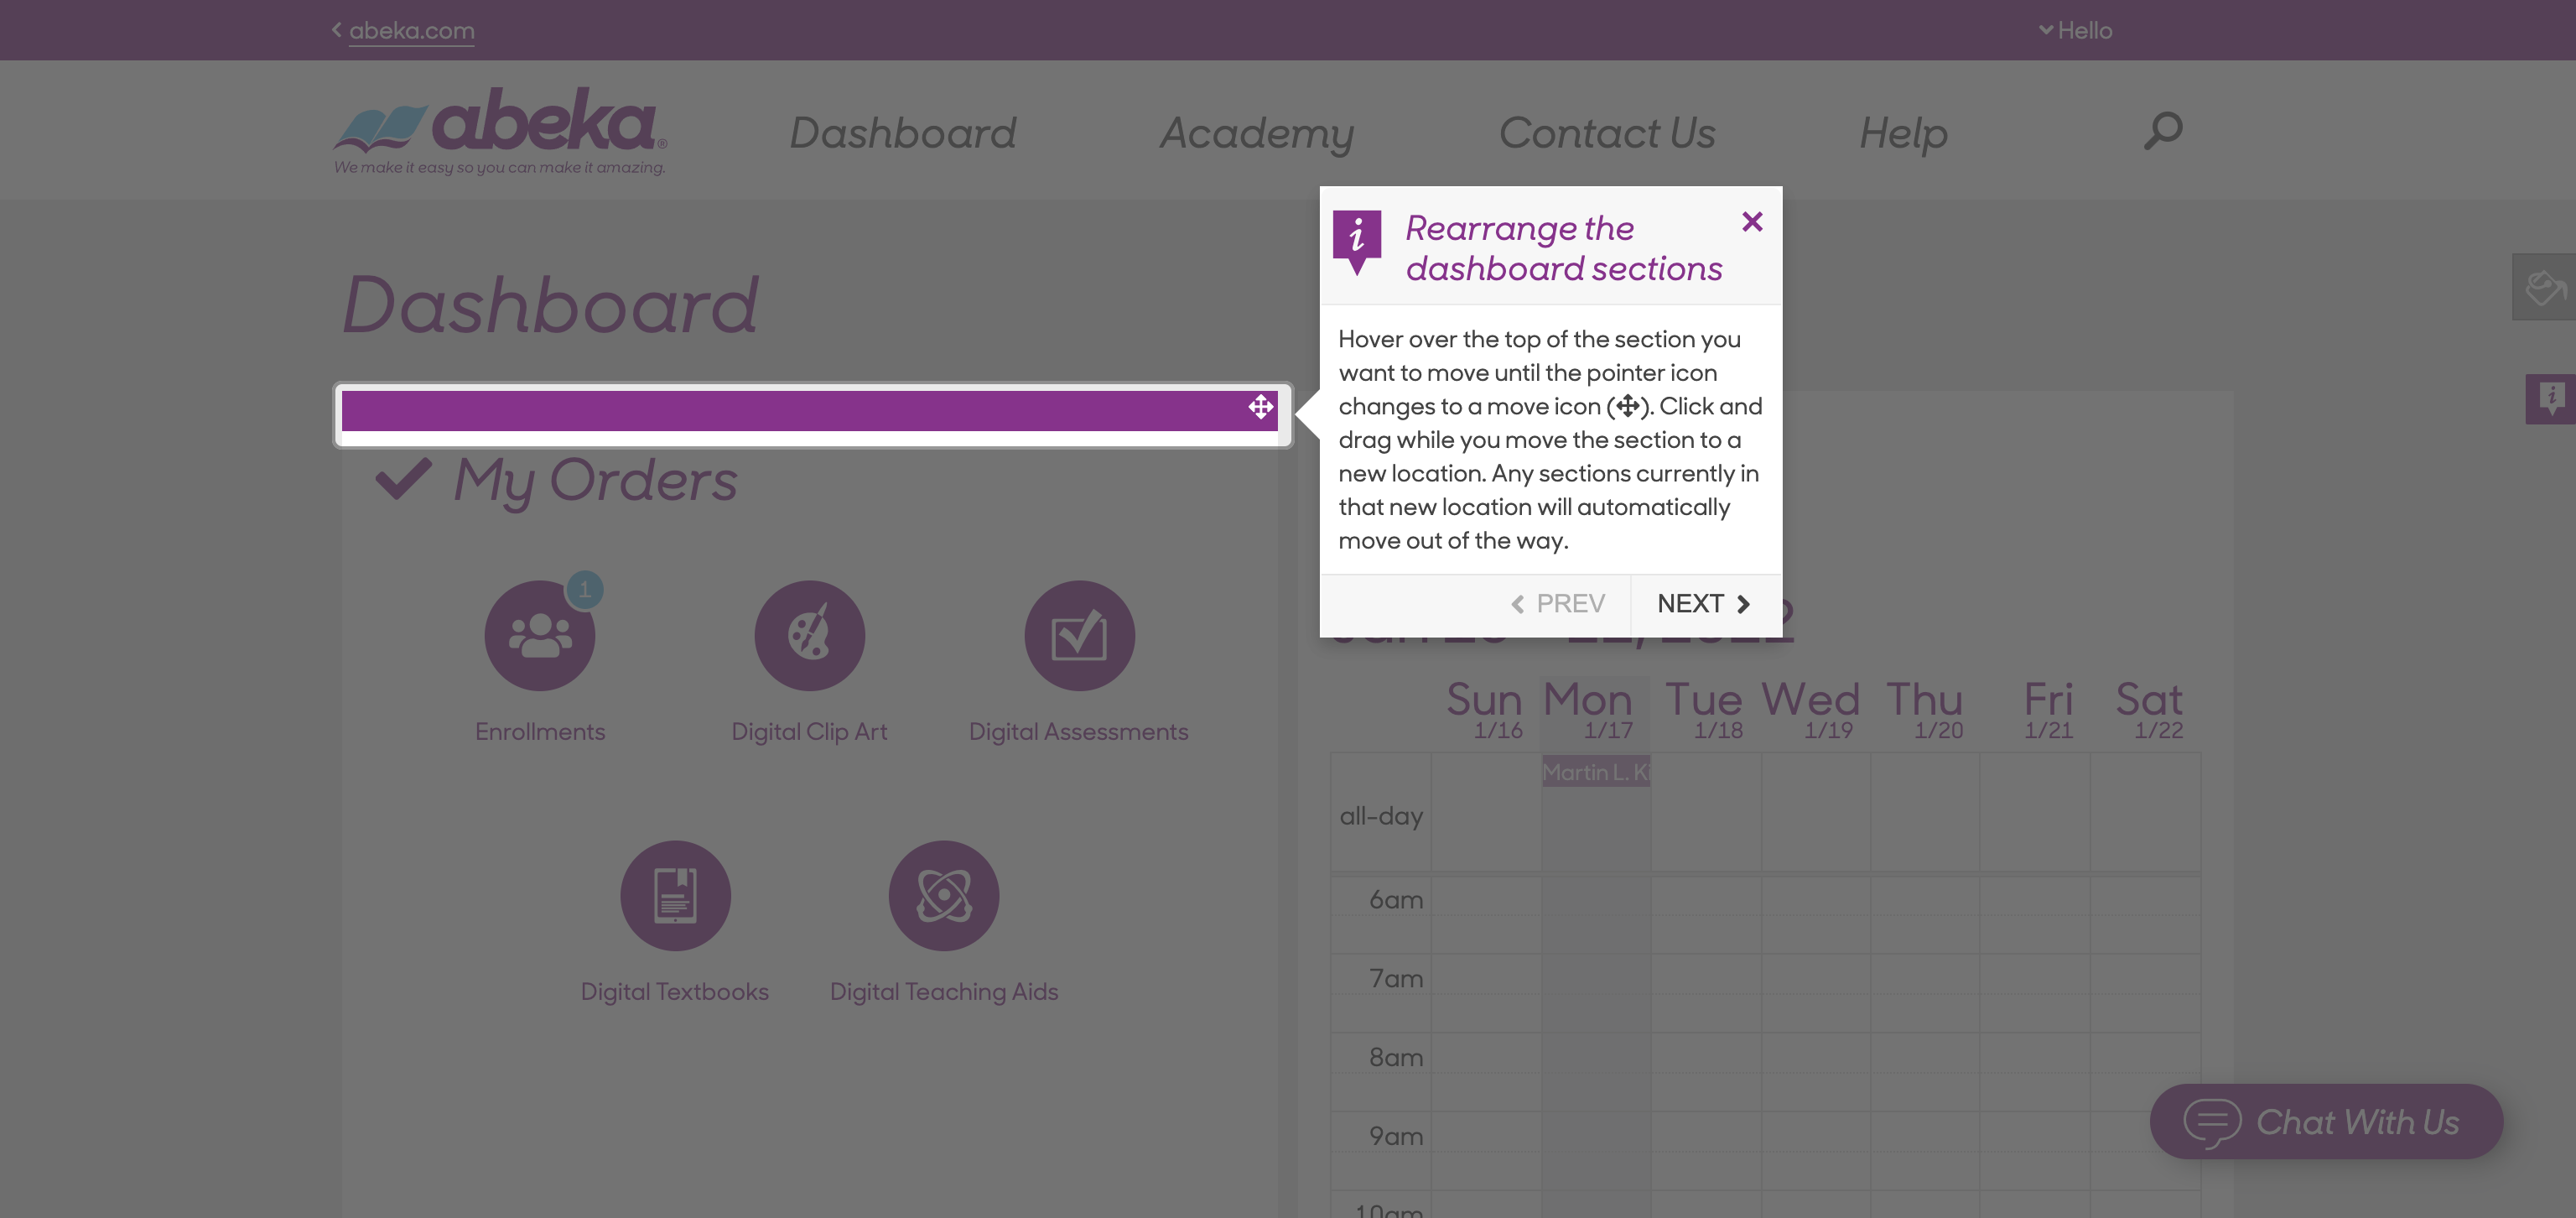 abeka.com
Hello
abeka®
We make it easy so you can make it amazing.
Dashboard
Academy
Contact Us
Help
Dashboard
Rearrange the
dashboard sections
Hover over the top of the section you
want to move until the pointer icon
changes to a move icon ( ). Click and
drag while you move the section to a
new location. Any sections currently in
that new location will automatically
move out of the way.
PREV
NEXT
My Orders
1
Enrollments
Digital Clip Art
Digital Assessments
Digital Textbooks
Digital Teaching Aids
Sun Mon Tue Wed Thu Fri Sat
1/16 1/17 1/18 1/19 1/20 1/21 1/22
Martin L. Ki
all-day
6am
7am
8am
9am
10am
Chat With Us